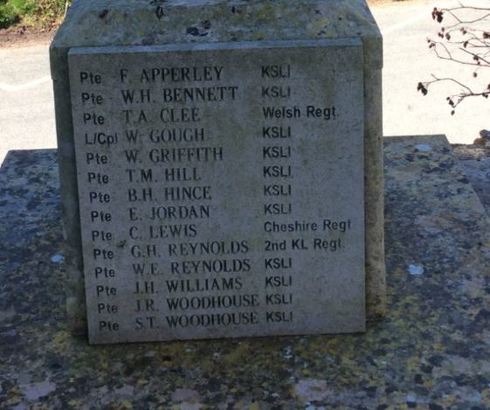 Pte F. APPERLEY KSLI
Pte W.H. BENNETT KSLI
Pte T.A. CLEE Welsh Regt.
L/Cpl W. GOUGH KSLI
Pte W. GRIFFITH KSLI
Pte T.M. HILL KSLI
Pte B.H. HINCE KSLI
Pte E. JORDAN KSLI
Pte C. LEWIS Cheshire Regt
Pte G.H. REYNOLDS 2nd KL Regt.
Pte W.E. REYNOLDS KSLI
Pte J.H. WILLIAMS KSLI
Pte J.R. WOODHOUSE KSLI
Pte S.T. WOODHOUSE KSLI